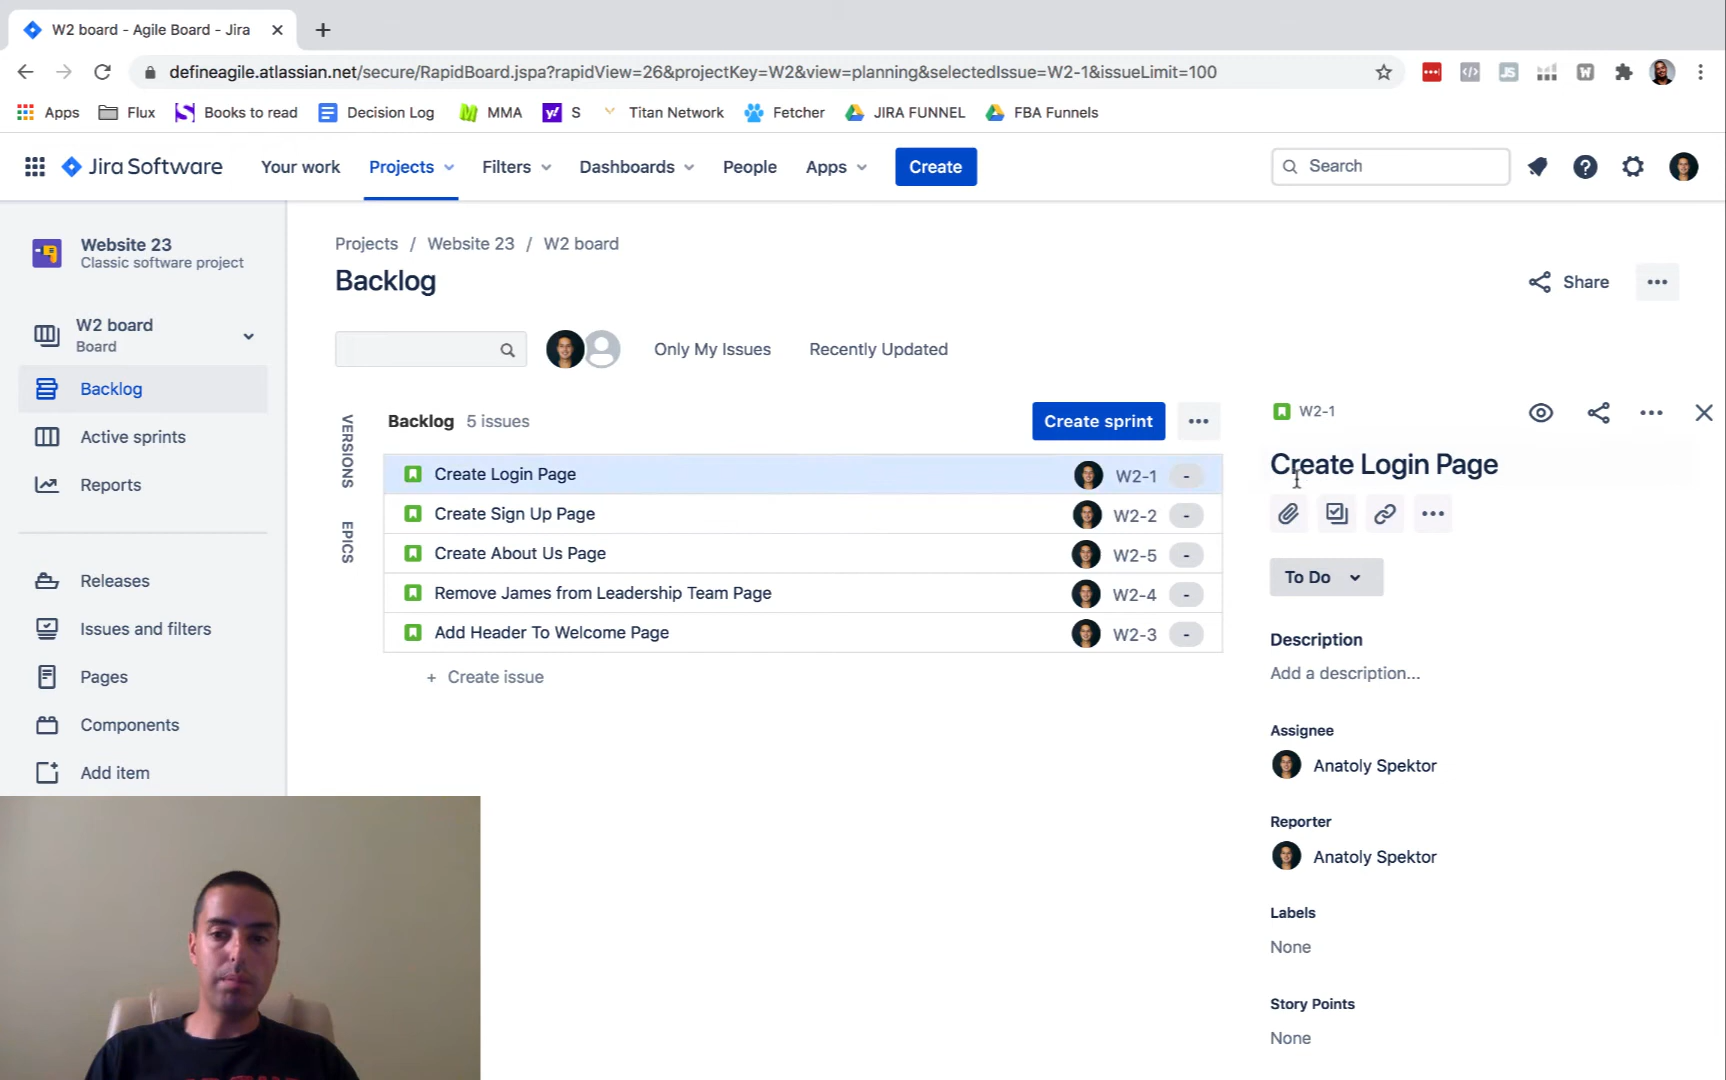 W2 board - Agile Board - Jira
defineagile.atlassian.net/secure/RapidBoard.jspa?rapidView=26&projectKey=W2&view=planning&selectedIssue=W2-1&issueLimit=100
Apps Flux Books to read Decision Log MMA S Titan Network Fetcher JIRA FUNNEL FBA Funnels
Jira Software Your work Projects Filters Dashboards People Apps Create Search
Website 23
Classic software project
W2 board
Board
Backlog
Active sprints
Reports
Releases
Issues and filters
Pages
Components
Add item
Projects / Website 23 / W2 board
Backlog
Share
Only My Issues Recently Updated
VERSIONS
EPICS
Backlog 5 issues Create sprint
Create Login Page W2-1 -
Create Sign Up Page W2-2 -
Create About Us Page W2-5 -
Remove James from Leadership Team Page W2-4 -
Add Header To Welcome Page W2-3 -
+ Create issue
W2-1
Create Login Page
To Do
Description
Add a description...
Assignee
Anatoly Spektor
Reporter
Anatoly Spektor
Labels
None
Story Points
None